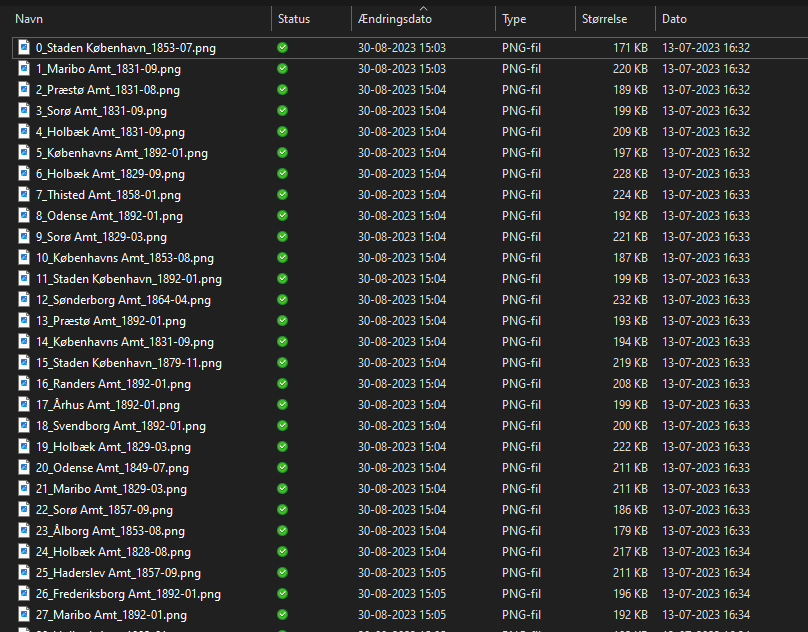 Navn Status Ændringsdato Type Størrelse Dato
0_Staden København_1853-07.png 30-08-2023 15:03 PNG-fil 171 KB 13-07-2023 16:32
1_Maribo Amt_1831-09.png 30-08-2023 15:03 PNG-fil 220 KB 13-07-2023 16:32
2_Præstø Amt_1831-08.png 30-08-2023 15:04 PNG-fil 189 KB 13-07-2023 16:32
3_Sorø Amt_1831-09.png 30-08-2023 15:04 PNG-fil 199 KB 13-07-2023 16:32
4_Holbæk Amt_1831-09.png 30-08-2023 15:04 PNG-fil 209 KB 13-07-2023 16:32
5_Københavns Amt_1892-01.png 30-08-2023 15:04 PNG-fil 197 KB 13-07-2023 16:32
6_Holbæk Amt_1829-09.png 30-08-2023 15:04 PNG-fil 228 KB 13-07-2023 16:33
7_Thisted Amt_1858-01.png 30-08-2023 15:04 PNG-fil 224 KB 13-07-2023 16:33
8_Odense Amt_1892-01.png 30-08-2023 15:04 PNG-fil 192 KB 13-07-2023 16:33
9_Sorø Amt_1829-03.png 30-08-2023 15:04 PNG-fil 221 KB 13-07-2023 16:33
10_Københavns Amt_1853-08.png 30-08-2023 15:04 PNG-fil 187 KB 13-07-2023 16:33
11_Staden København_1892-01.png 30-08-2023 15:04 PNG-fil 199 KB 13-07-2023 16:33
12_Sønderborg Amt_1864-04.png 30-08-2023 15:04 PNG-fil 232 KB 13-07-2023 16:33
13_Præstø Amt_1892-01.png 30-08-2023 15:04 PNG-fil 193 KB 13-07-2023 16:33
14_Københavns Amt_1831-09.png 30-08-2023 15:04 PNG-fil 194 KB 13-07-2023 16:33
15_Staden København_1879-11.png 30-08-2023 15:04 PNG-fil 219 KB 13-07-2023 16:33
16_Randers Amt_1892-01.png 30-08-2023 15:04 PNG-fil 208 KB 13-07-2023 16:33
17_Århus Amt_1892-01.png 30-08-2023 15:04 PNG-fil 199 KB 13-07-2023 16:33
18_Svendborg Amt_1892-01.png 30-08-2023 15:04 PNG-fil 200 KB 13-07-2023 16:33
19_Holbæk Amt_1829-03.png 30-08-2023 15:04 PNG-fil 222 KB 13-07-2023 16:33
20_Odense Amt_1849-07.png 30-08-2023 15:04 PNG-fil 211 KB 13-07-2023 16:33
21_Maribo Amt_1829-03.png 30-08-2023 15:04 PNG-fil 211 KB 13-07-2023 16:33
22_Sorø Amt_1857-09.png 30-08-2023 15:04 PNG-fil 186 KB 13-07-2023 16:33
23_Ålborg Amt_1853-08.png 30-08-2023 15:04 PNG-fil 179 KB 13-07-2023 16:33
24_Holbæk Amt_1828-08.png 30-08-2023 15:04 PNG-fil 217 KB 13-07-2023 16:34
25_Haderslev Amt_1857-09.png 30-08-2023 15:05 PNG-fil 211 KB 13-07-2023 16:34
26_Frederiksborg Amt_1892-01.png 30-08-2023 15:05 PNG-fil 196 KB 13-07-2023 16:34
27_Maribo Amt_1892-01.png 30-08-2023 15:05 PNG-fil 192 KB 13-07-2023 16:34